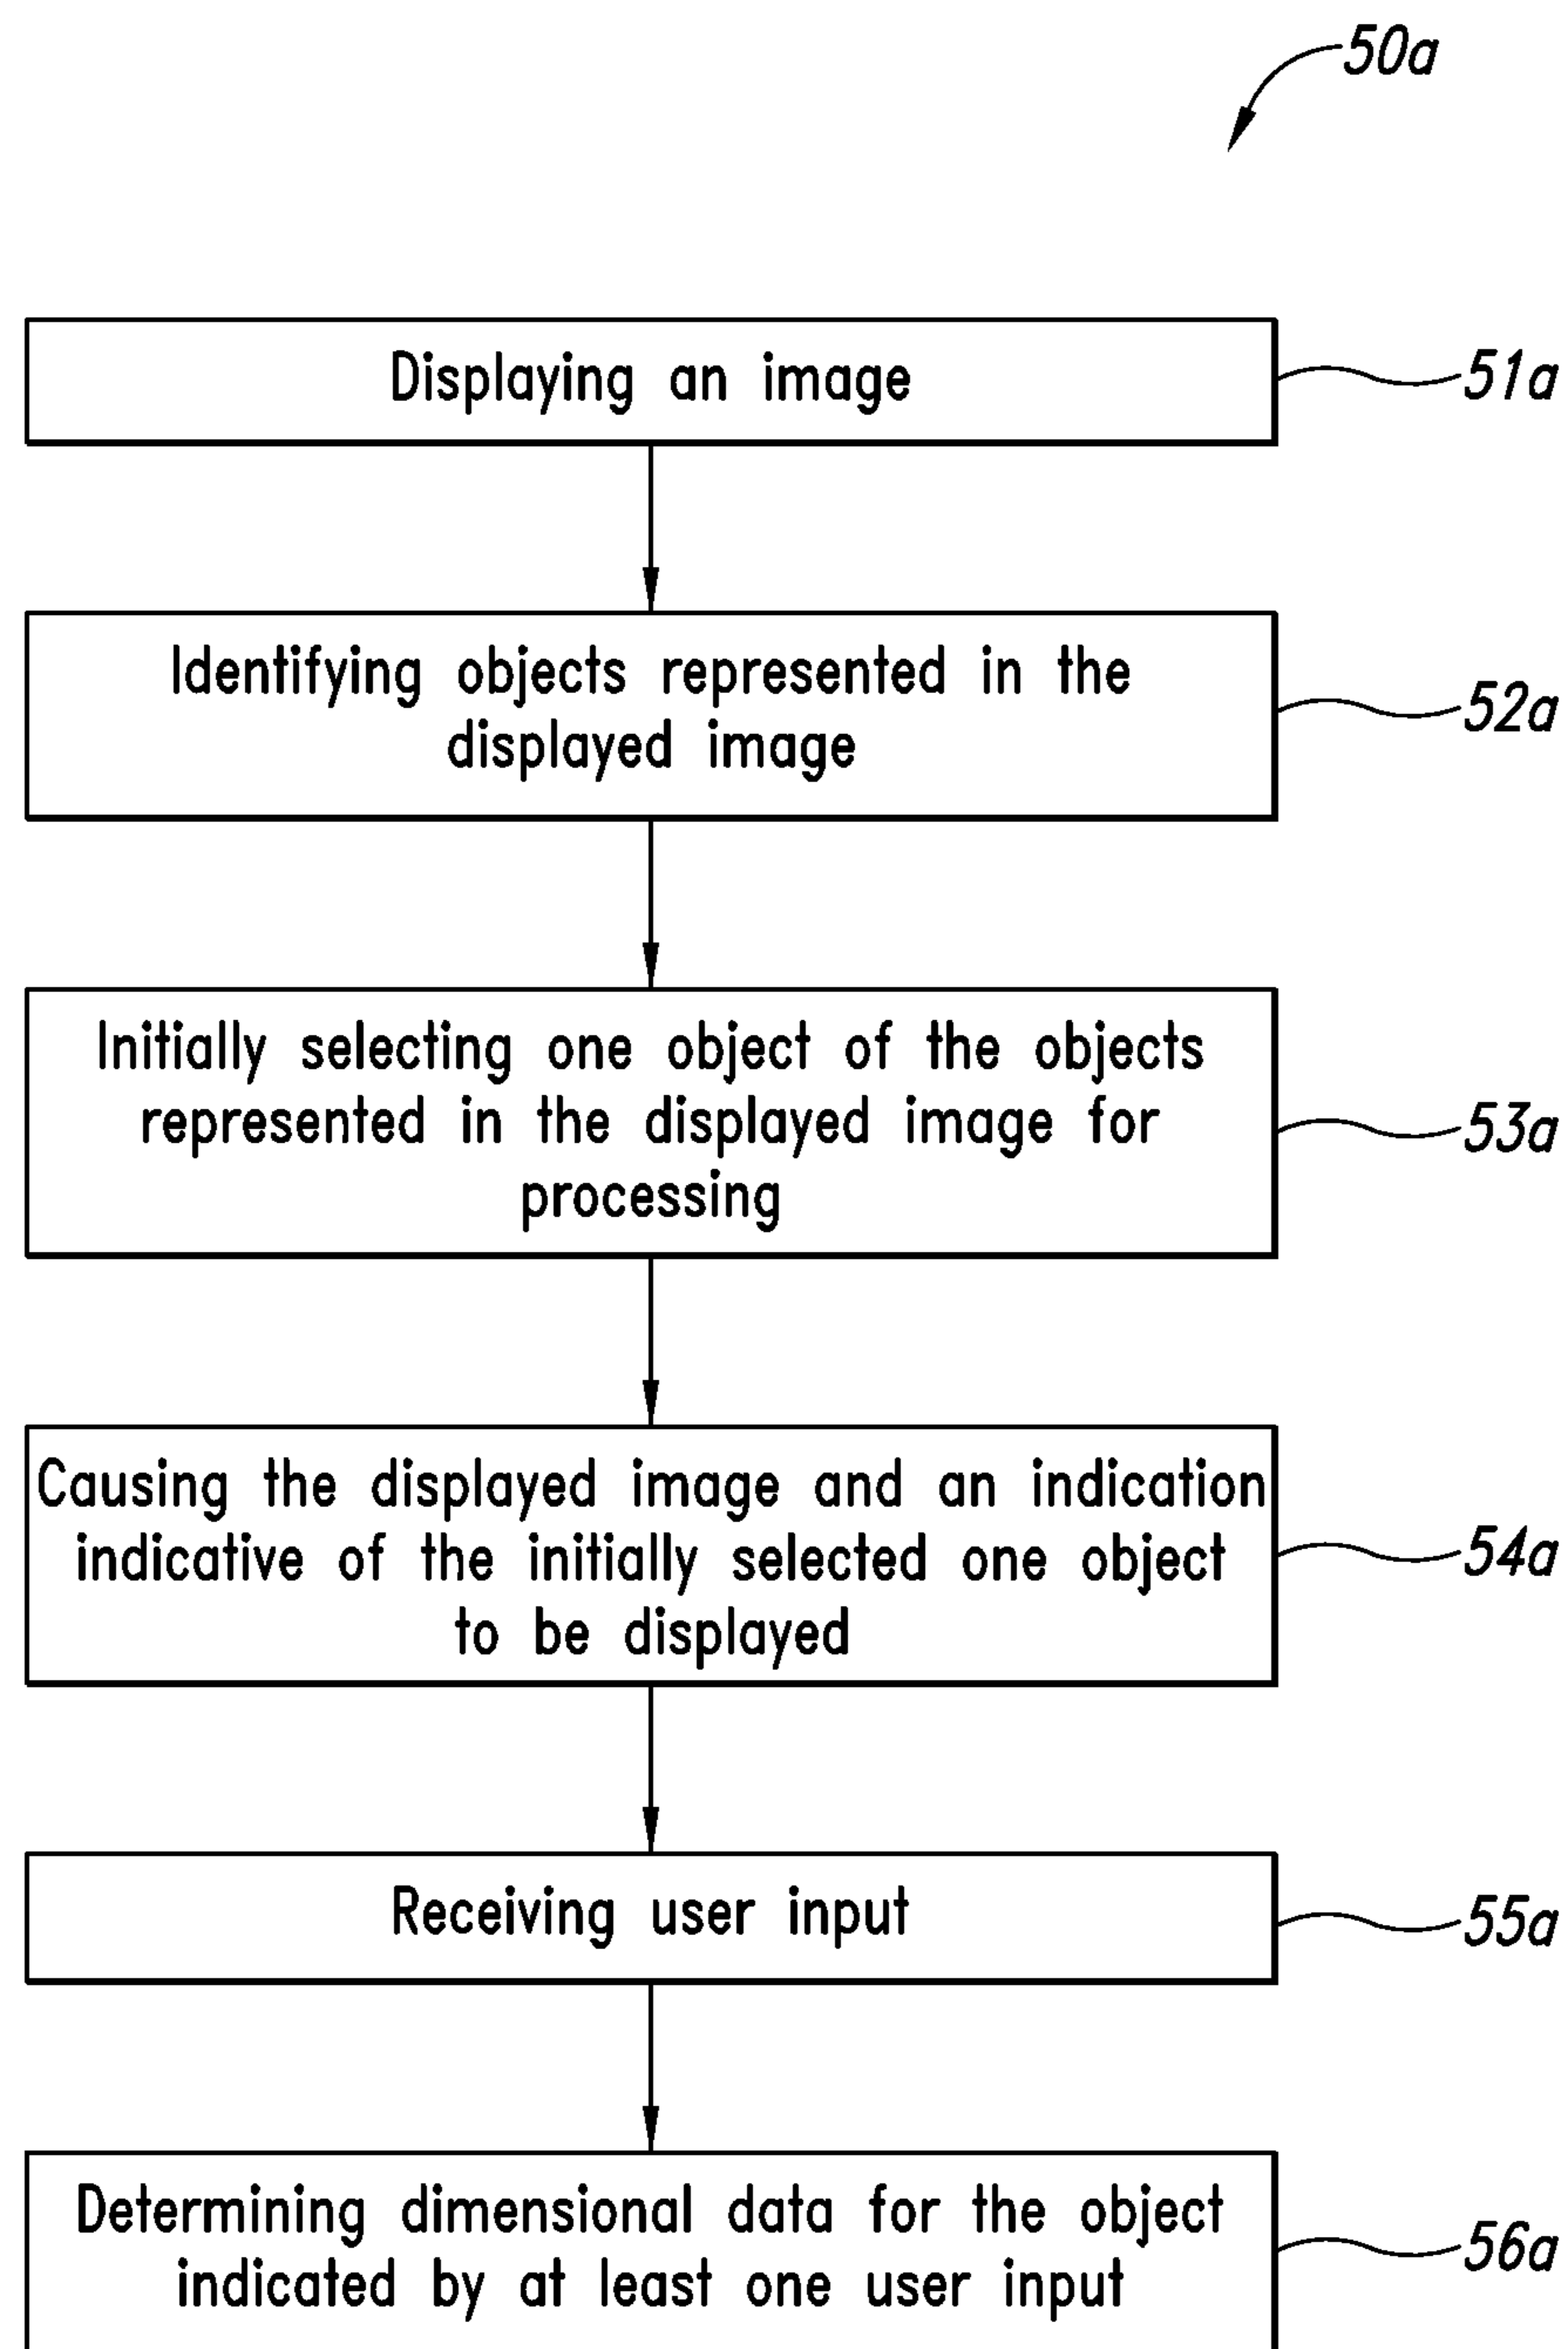 50a
Displaying an image
51a
Identifying objects represented in the
displayed image
52a
Initially selecting one object of the objects
represented in the displayed image for
processing
53a
Causing the displayed image and an indication
indicative of the initially selected one object
to be displayed
54a
Receiving user input
55a
Determining dimensional data for the object
indicated by at least one user input
56a